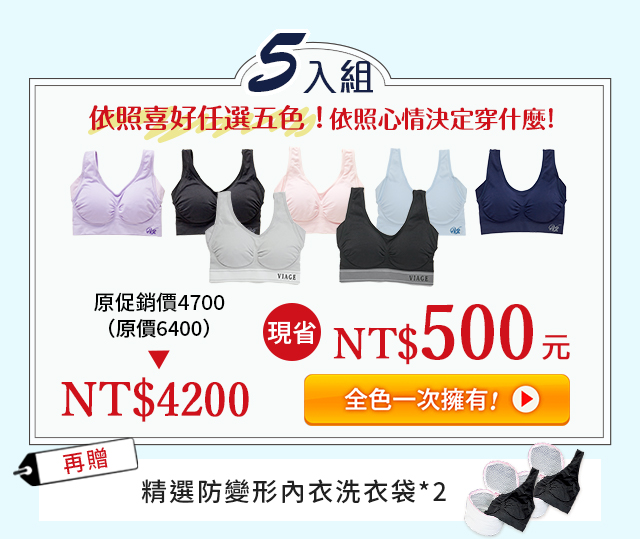 5入組
依照喜好任選五色！依照心情決定穿什麼!
VIAGE
VIAGE
原促銷價4700
（原價6400）
現省 NT$500元
NT$4200
全色一次擁有!
再贈
精選防變形內衣洗衣袋*2